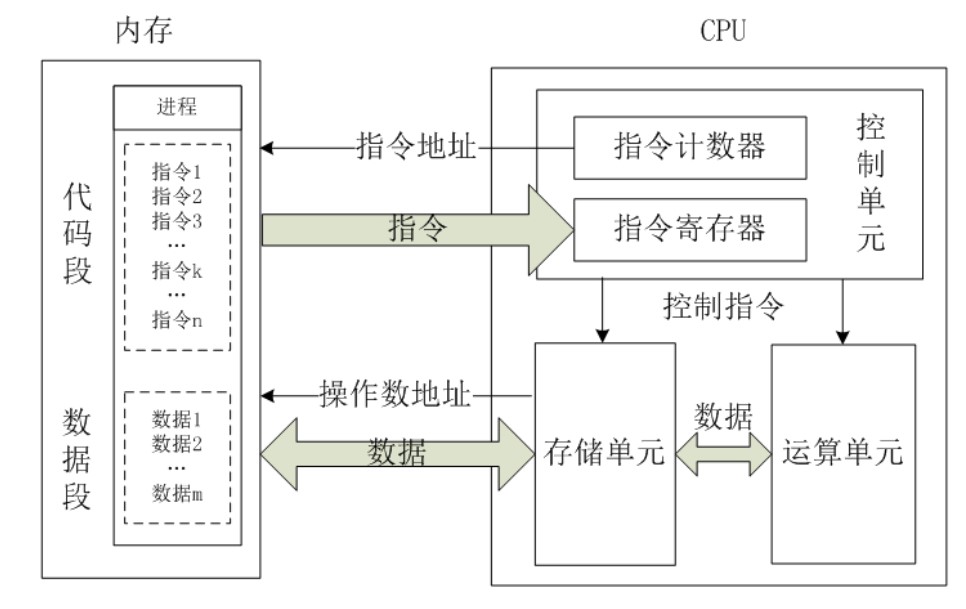 内存
CPU
进程
代码段
指令1
指令2
指令3
...
指令k
...
指令n
数据段
数据1
数据2
...
数据m
指令地址
指令
操作数地址
数据
控制单元
指令计数器
指令寄存器
控制指令
存储单元
数据
运算单元